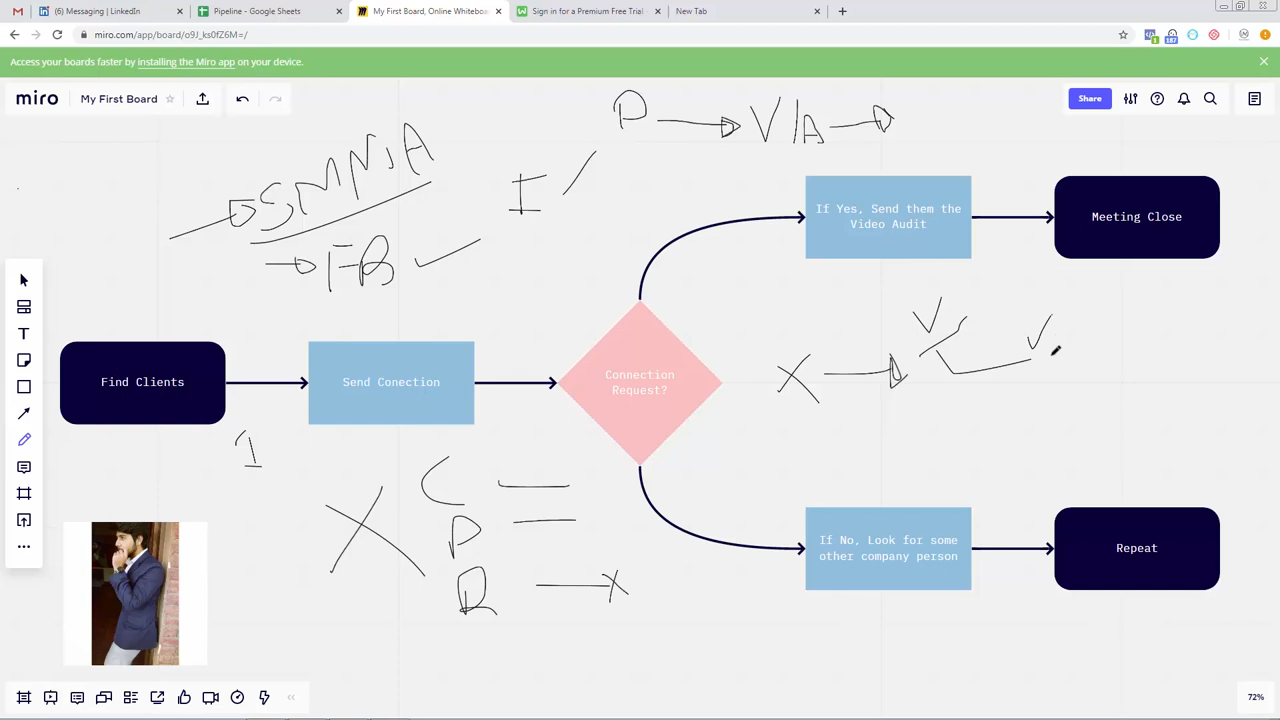 (6) Messaging | LinkedIn
Pipeline - Google Sheets
My First Board, Online Whiteboa
Sign in for a Premium Free Trial
New Tab
miro.com/app/board/o9J_ks0fZ6M=/
Access your boards faster by installing the Miro app on your device.
miro
My First Board
Share
P
V/A
SMMA
I
FB
If Yes, Send them the
Video Audit
Meeting Close
Find Clients
Send Conection
Connection
Request?
X
1
X
C
P
R
X
If No, Look for some
other company person
Repeat
72%